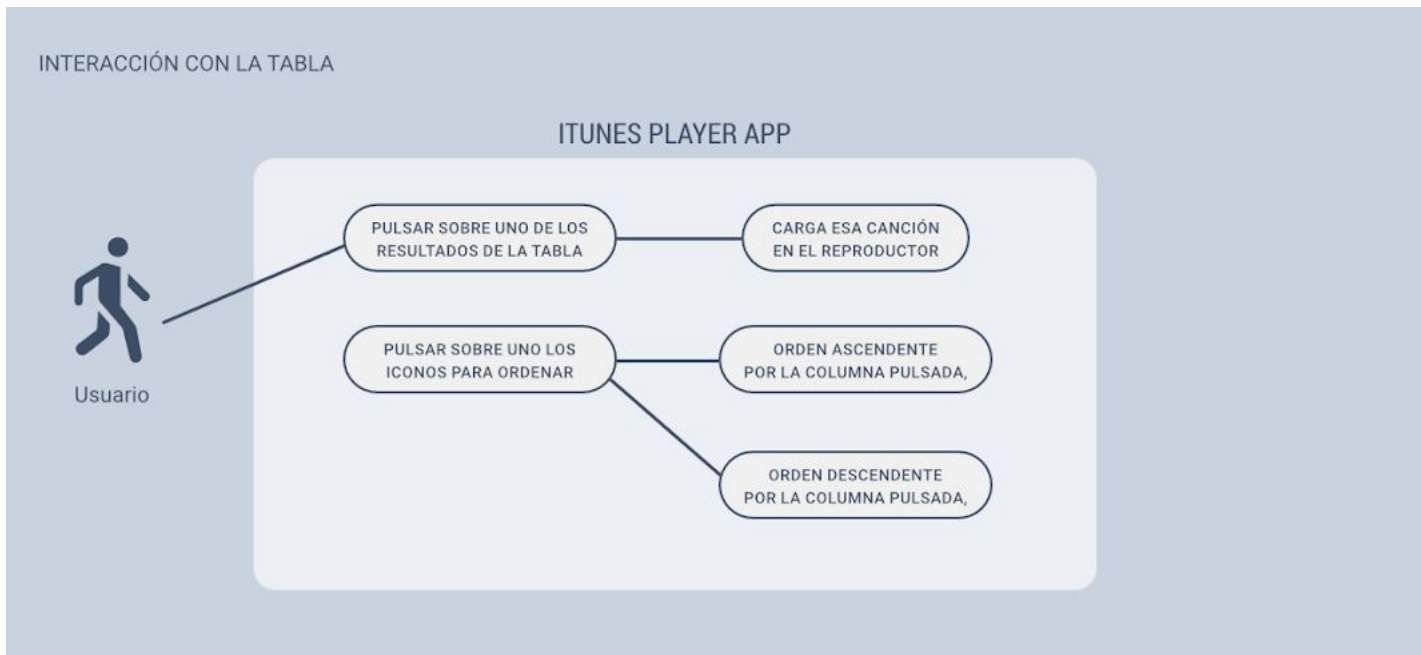 INTERACCIÓN CON LA TABLA
ITUNES PLAYER APP
PULSAR SOBRE UNO DE LOS
RESULTADOS DE LA TABLA
CARGA ESA CANCIÓN
EN EL REPRODUCTOR
PULSAR SOBRE UNO LOS
ICONOS PARA ORDENAR
ORDEN ASCENDENTE
POR LA COLUMNA PULSADA,
Usuario
ORDEN DESCENDENTE
POR LA COLUMNA PULSADA,